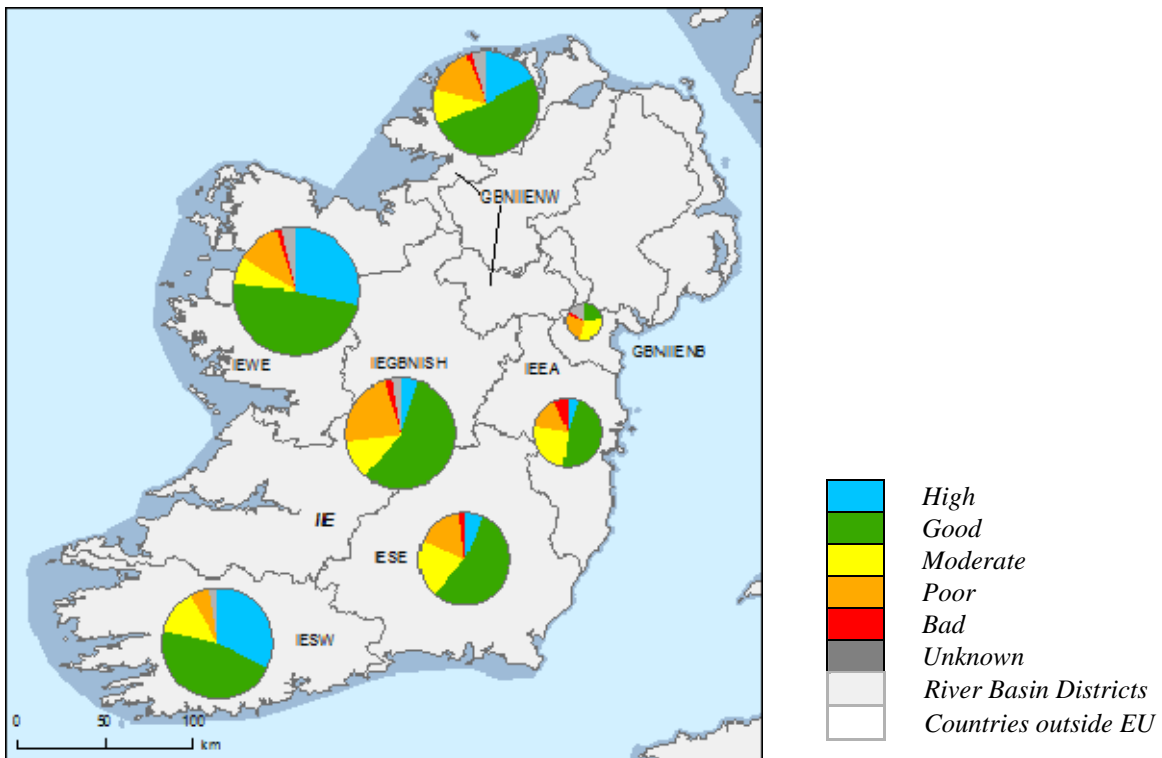 GBNIIENW
GBNIIENB
IEWE
IEGBNISH
IEEA
IIE
IESE
IESW
0 50 100
km
High
Good
Moderate
Poor
Bad
Unknown
River Basin Districts
Countries outside EU